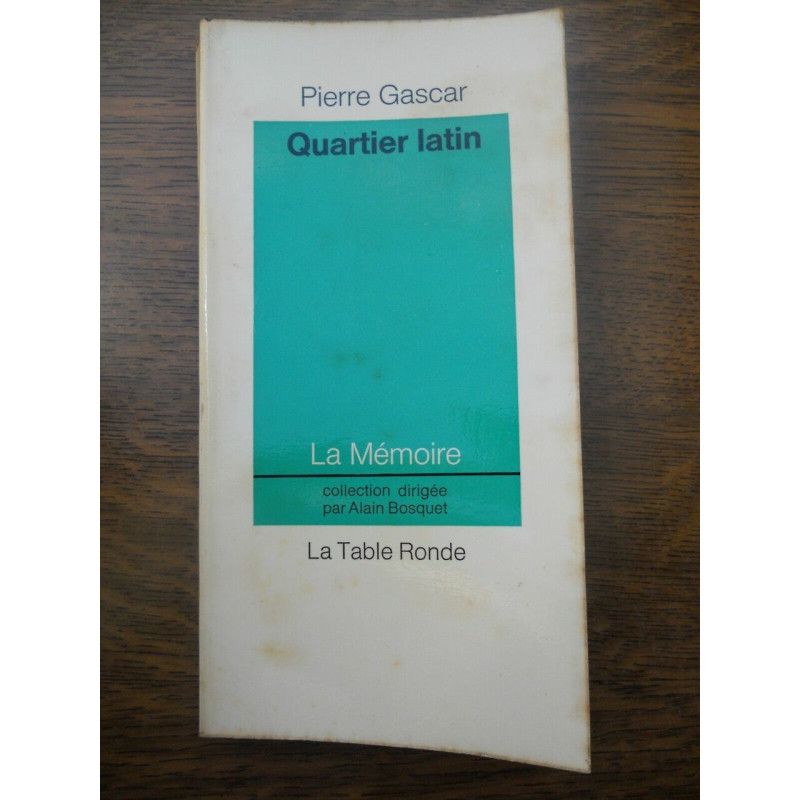 Pierre Gascar
Quartier latin
La Mémoire
collection dirigée
par Alain Bosquet
La Table Ronde